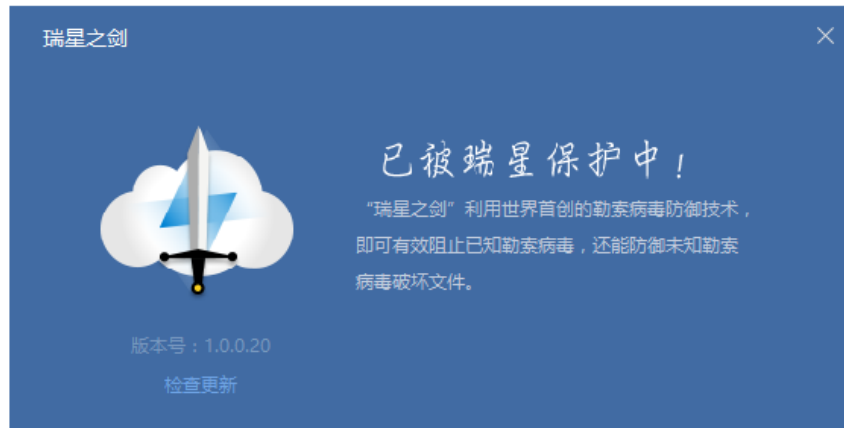 瑞星之剑
已被瑞星保护中！
“瑞星之剑”利用世界首创的勒索病毒防御技术，
即可有效阻止已知勒索病毒，还能防御未知勒索
病毒破坏文件。
版本号：1.0.0.20
检查更新